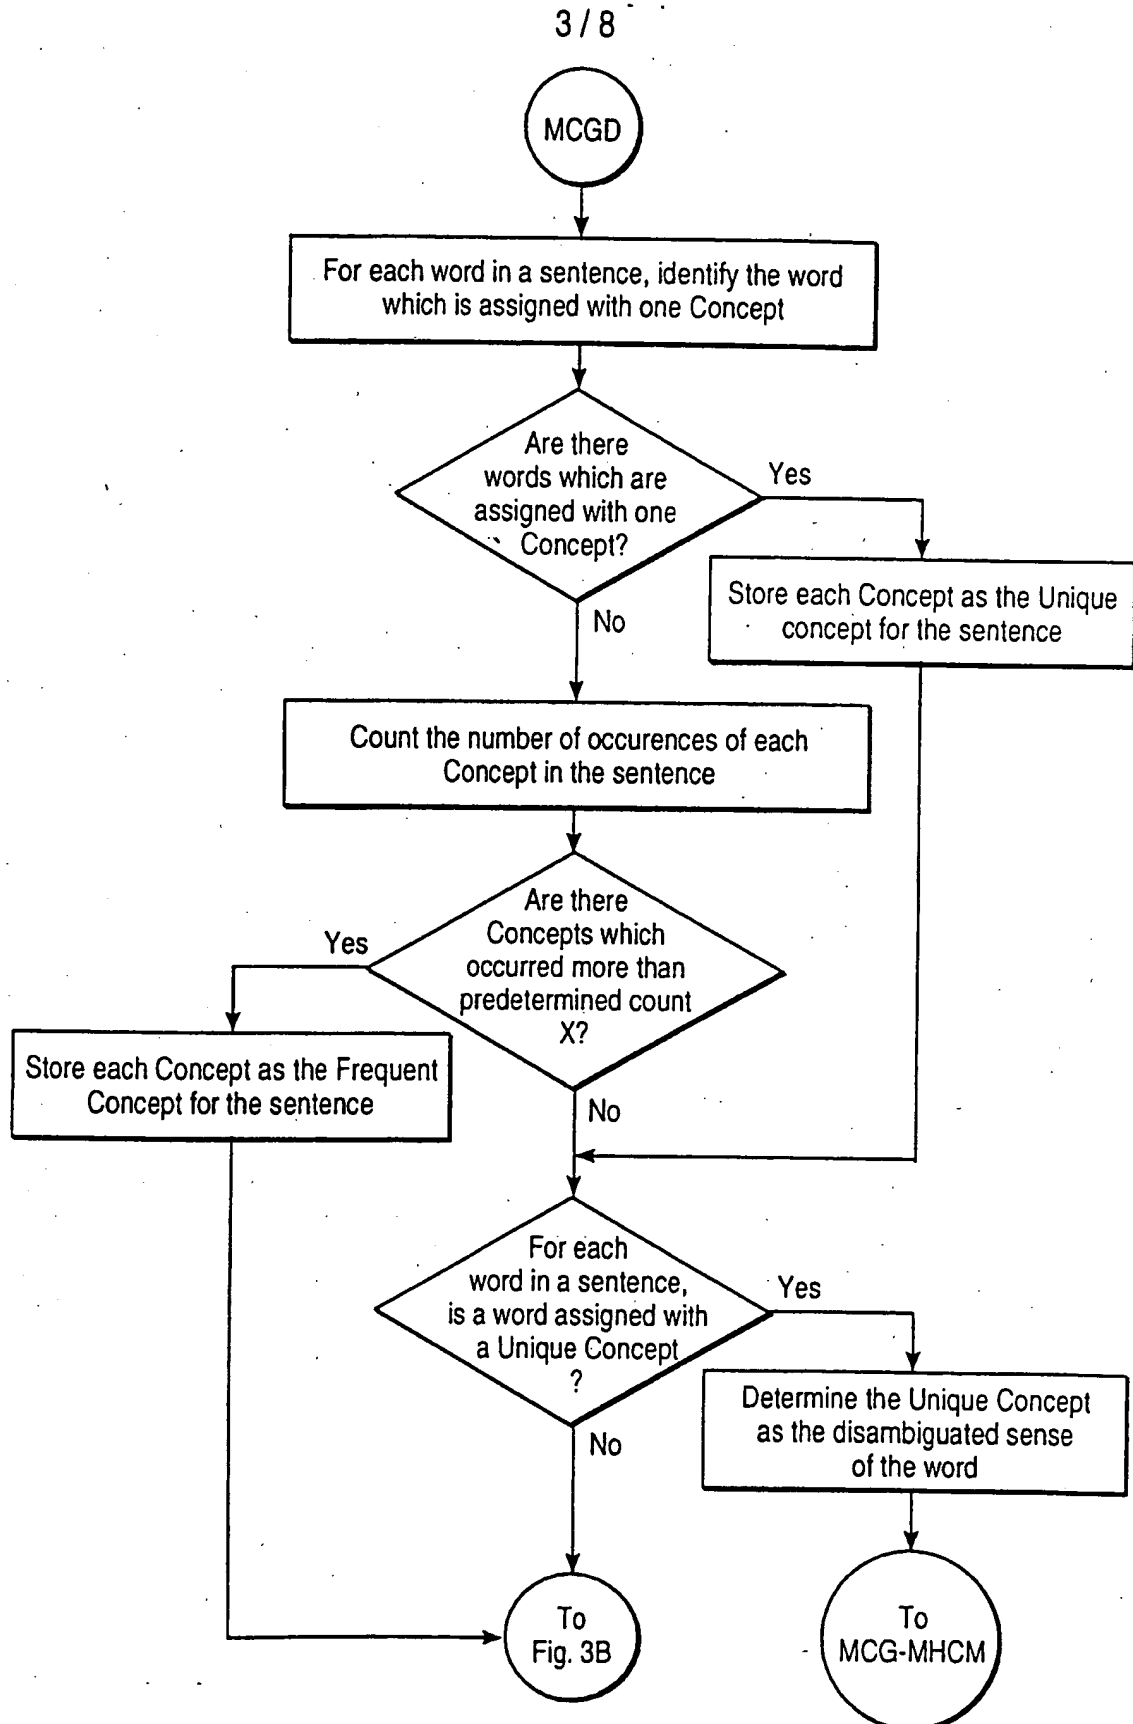 3 / 8
MCGD
For each word in a sentence, identify the word
which is assigned with one Concept
Are there
words which are
assigned with one
Concept?
Yes
No
Store each Concept as the Unique
concept for the sentence
Count the number of occurences of each
Concept in the sentence
Are there
Concepts which
occurred more than
predetermined count
X?
Yes
No
Store each Concept as the Frequent
Concept for the sentence
For each
word in a sentence,
is a word assigned with
a Unique Concept
?
Yes
No
Determine the Unique Concept
as the disambiguated sense
of the word
To
Fig. 3B
To
MCG-MHCM